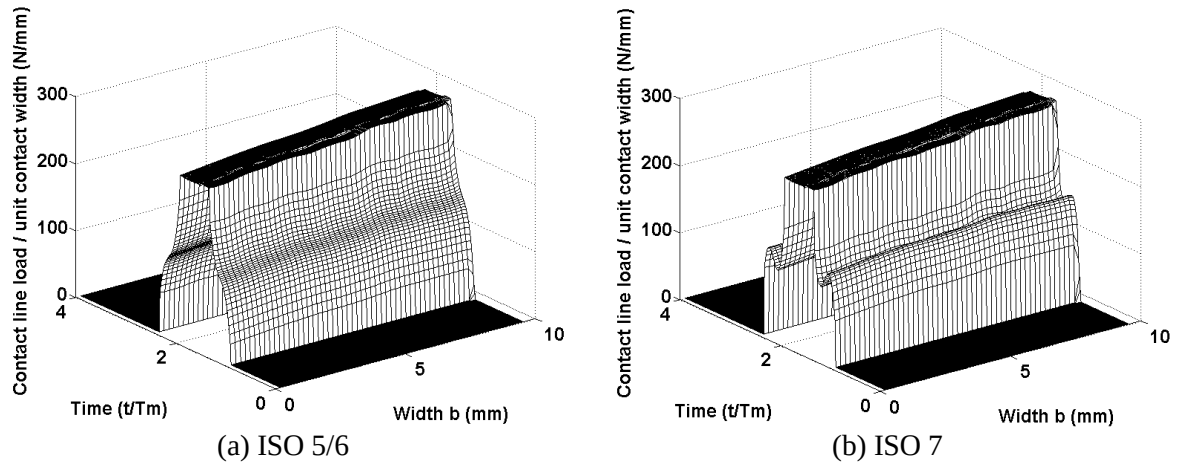 Contact line load / unit contact width (N/mm)
300
200
100
0
4
2
0
Time (t/Tm)
0
5
10
Width b (mm)
(a) ISO 5/6
Contact line load / unit contact width (N/mm)
300
200
100
0
4
2
0
Time (t/Tm)
0
5
10
Width b (mm)
(b) ISO 7